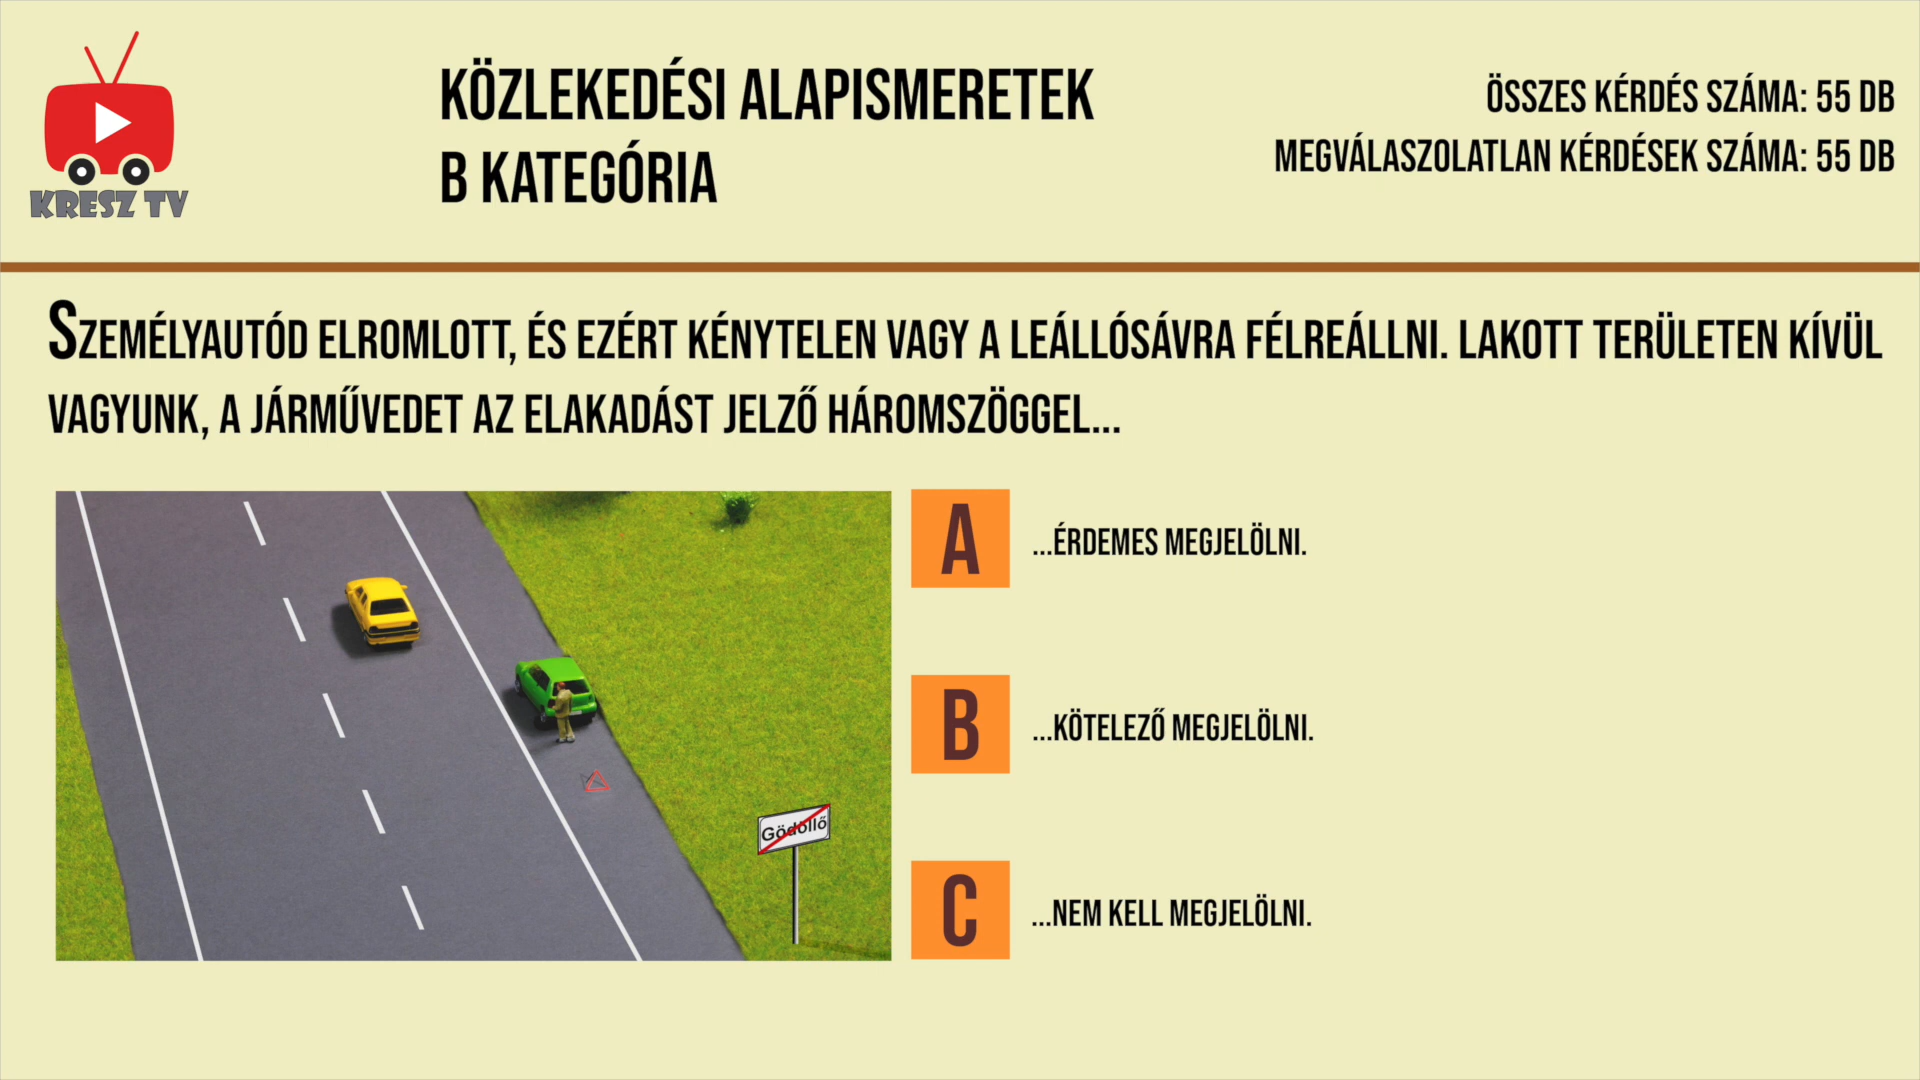 KRESZ TV
KÖZLEKEDÉSI ALAPISMERETEK
B KATEGÓRIA
ÖSSZES KÉRDÉS SZÁMA: 55 DB
MEGVÁLASZOLATLAN KÉRDÉSEK SZÁMA: 55 DB
SZEMÉLYAUTÓD ELROMLOTT, ÉS EZÉRT KÉNYTELEN VAGY A LEÁLLÓSÁVRA FÉLREÁLLNI. LAKOTT TERÜLETEN KÍVÜL
VAGYUNK, A JÁRMŰVEDET AZ ELAKADÁST JELZŐ HÁROMSZÖGGEL...
Gödöllő
A ...ÉRDEMES MEGJELÖLNI.
B ...KÖTELEZŐ MEGJELÖLNI.
C ...NEM KELL MEGJELÖLNI.